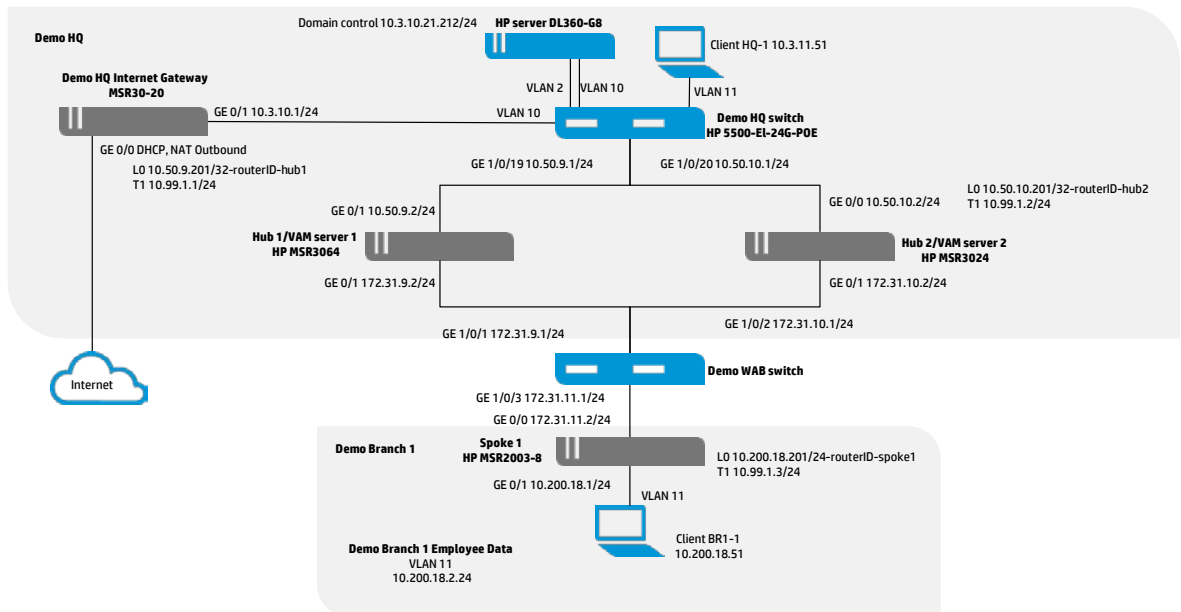 Domain control 10.3.10.21.212/24
HP server DL360-G8
Demo HQ
Client HQ-1 10.3.11.51
Demo HQ Internet Gateway
MSR30-20
VLAN 2
VLAN 10
VLAN 11
GE 0/1 10.3.10.1/24
VLAN 10
Demo HQ switch
HP 5500-EI-24G-POE
GE 0/0 DHCP, NAT Outbound
L0 10.50.9.201/32-routerID-hub1
T1 10.99.1.1/24
GE 1/0/19 10.50.9.1/24
GE 1/0/20 10.50.10.1/24
L0 10.50.10.201/32-routerID-hub2
T1 10.99.1.2/24
GE 0/1 10.50.9.2/24
GE 0/0 10.50.10.2/24
Hub 1/VAM server 1
HP MSR3064
Hub 2/VAM server 2
HP MSR3024
GE 0/1 172.31.9.2/24
GE 0/1 172.31.10.2/24
GE 1/0/1 172.31.9.1/24
GE 1/0/2 172.31.10.1/24
Internet
Demo WAB switch
GE 1/0/3 172.31.11.1/24
GE 0/0 172.31.11.2/24
Demo Branch 1
Spoke 1
HP MSR2003-8
L0 10.200.18.201/24-routerID-spoke1
T1 10.99.1.3/24
GE 0/1 10.200.18.1/24
VLAN 11
Client BR1-1
10.200.18.51
Demo Branch 1 Employee Data
VLAN 11
10.200.18.2.24